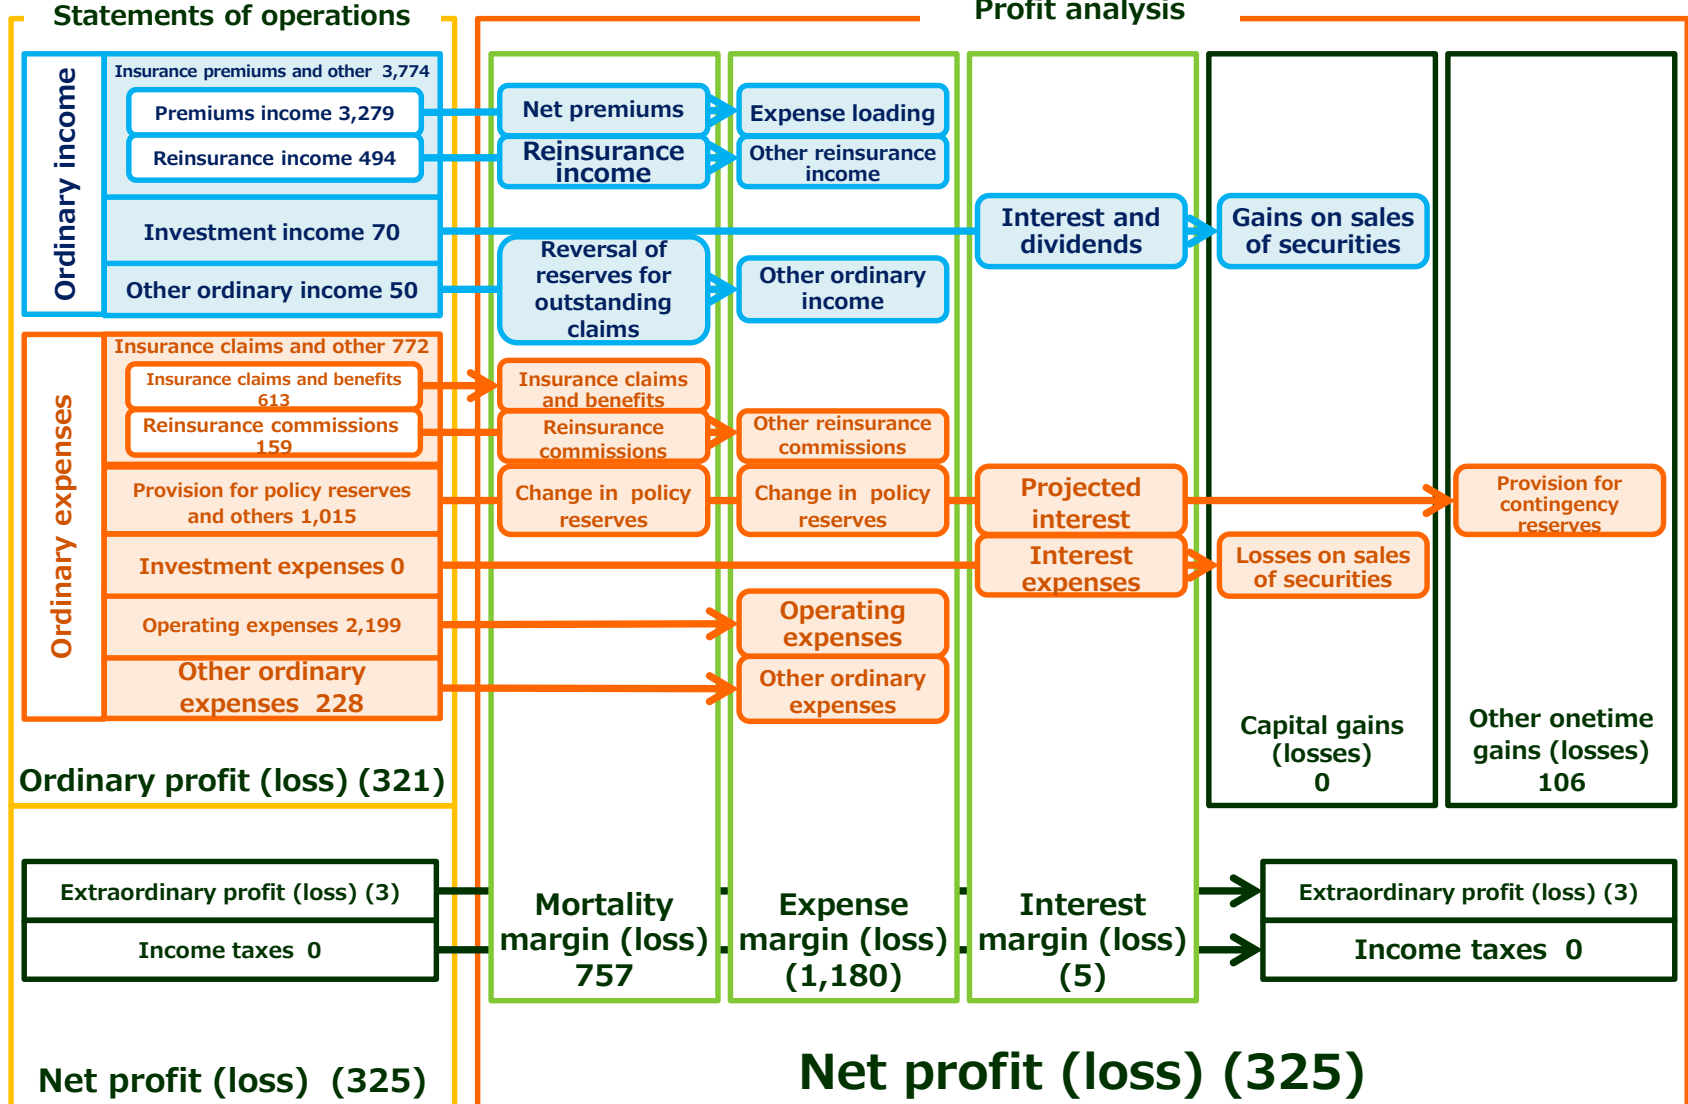 Statements of operations
Profit analysis
Ordinary income
Insurance premiums and other 3,774
Premiums income 3,279
Reinsurance income 494
Investment income 70
Other ordinary income 50
Net premiums
Expense loading
Reinsurance
income
Other reinsurance
income
Interest and
dividends
Gains on sales
of securities
Reversal of
reserves for
outstanding
claims
Other ordinary
income
Ordinary expenses
Insurance claims and other 772
Insurance claims and benefits
613
Reinsurance commissions
159
Provision for policy reserves
and others 1,015
Investment expenses 0
Operating expenses 2,199
Other ordinary
expenses 228
Insurance claims
and benefits
Reinsurance
commissions
Other reinsurance
commissions
Change in policy
reserves
Change in policy
reserves
Projected
interest
Provision for
contingency
reserves
Interest
expenses
Losses on sales
of securities
Operating
expenses
Other ordinary
expenses
Capital gains
(losses)
0
Other onetime
gains (losses)
106
Ordinary profit (loss) (321)
Extraordinary profit (loss) (3)
Income taxes 0
Mortality
margin (loss)
757
Expense
margin (loss)
(1,180)
Interest
margin (loss)
(5)
Extraordinary profit (loss) (3)
Income taxes 0
Net profit (loss) (325)
Net profit (loss) (325)